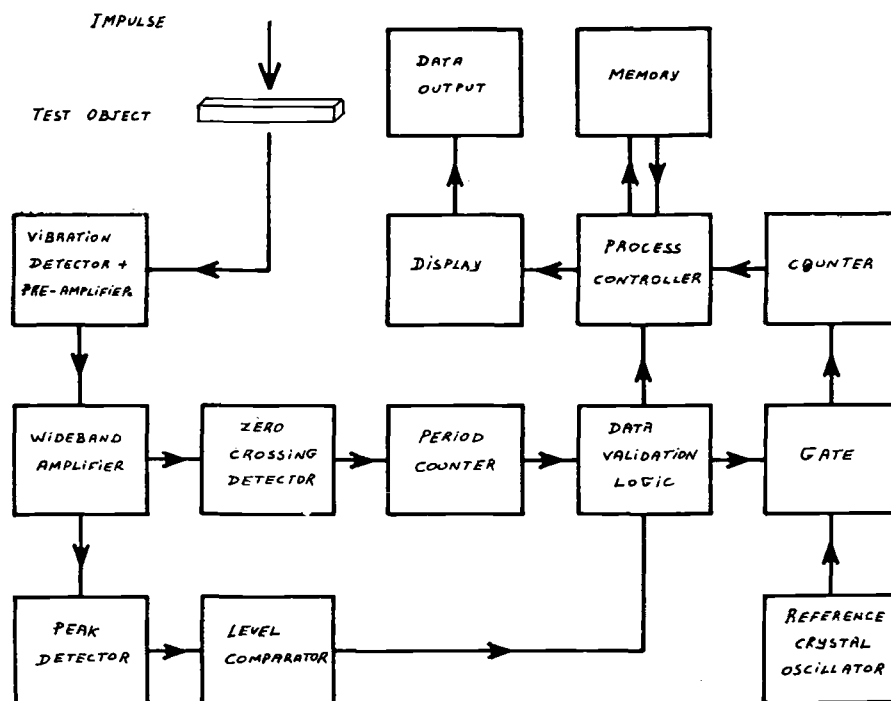 IMPULSE
TEST OBJECT
DATA
OUTPUT
MEMORY
VIBRATION
DETECTOR +
PRE-AMPLIFIER
DISPLAY
PROCESS
CONTROLLER
COUNTER
WIDEBAND
AMPLIFIER
ZERO
CROSSING
DETECTOR
PERIOD
COUNTER
DATA
VALIDATION
LOGIC
GATE
PEAK
DETECTOR
LEVEL
COMPARATOR
REFERENCE
CRYSTAL
OSCILLATOR